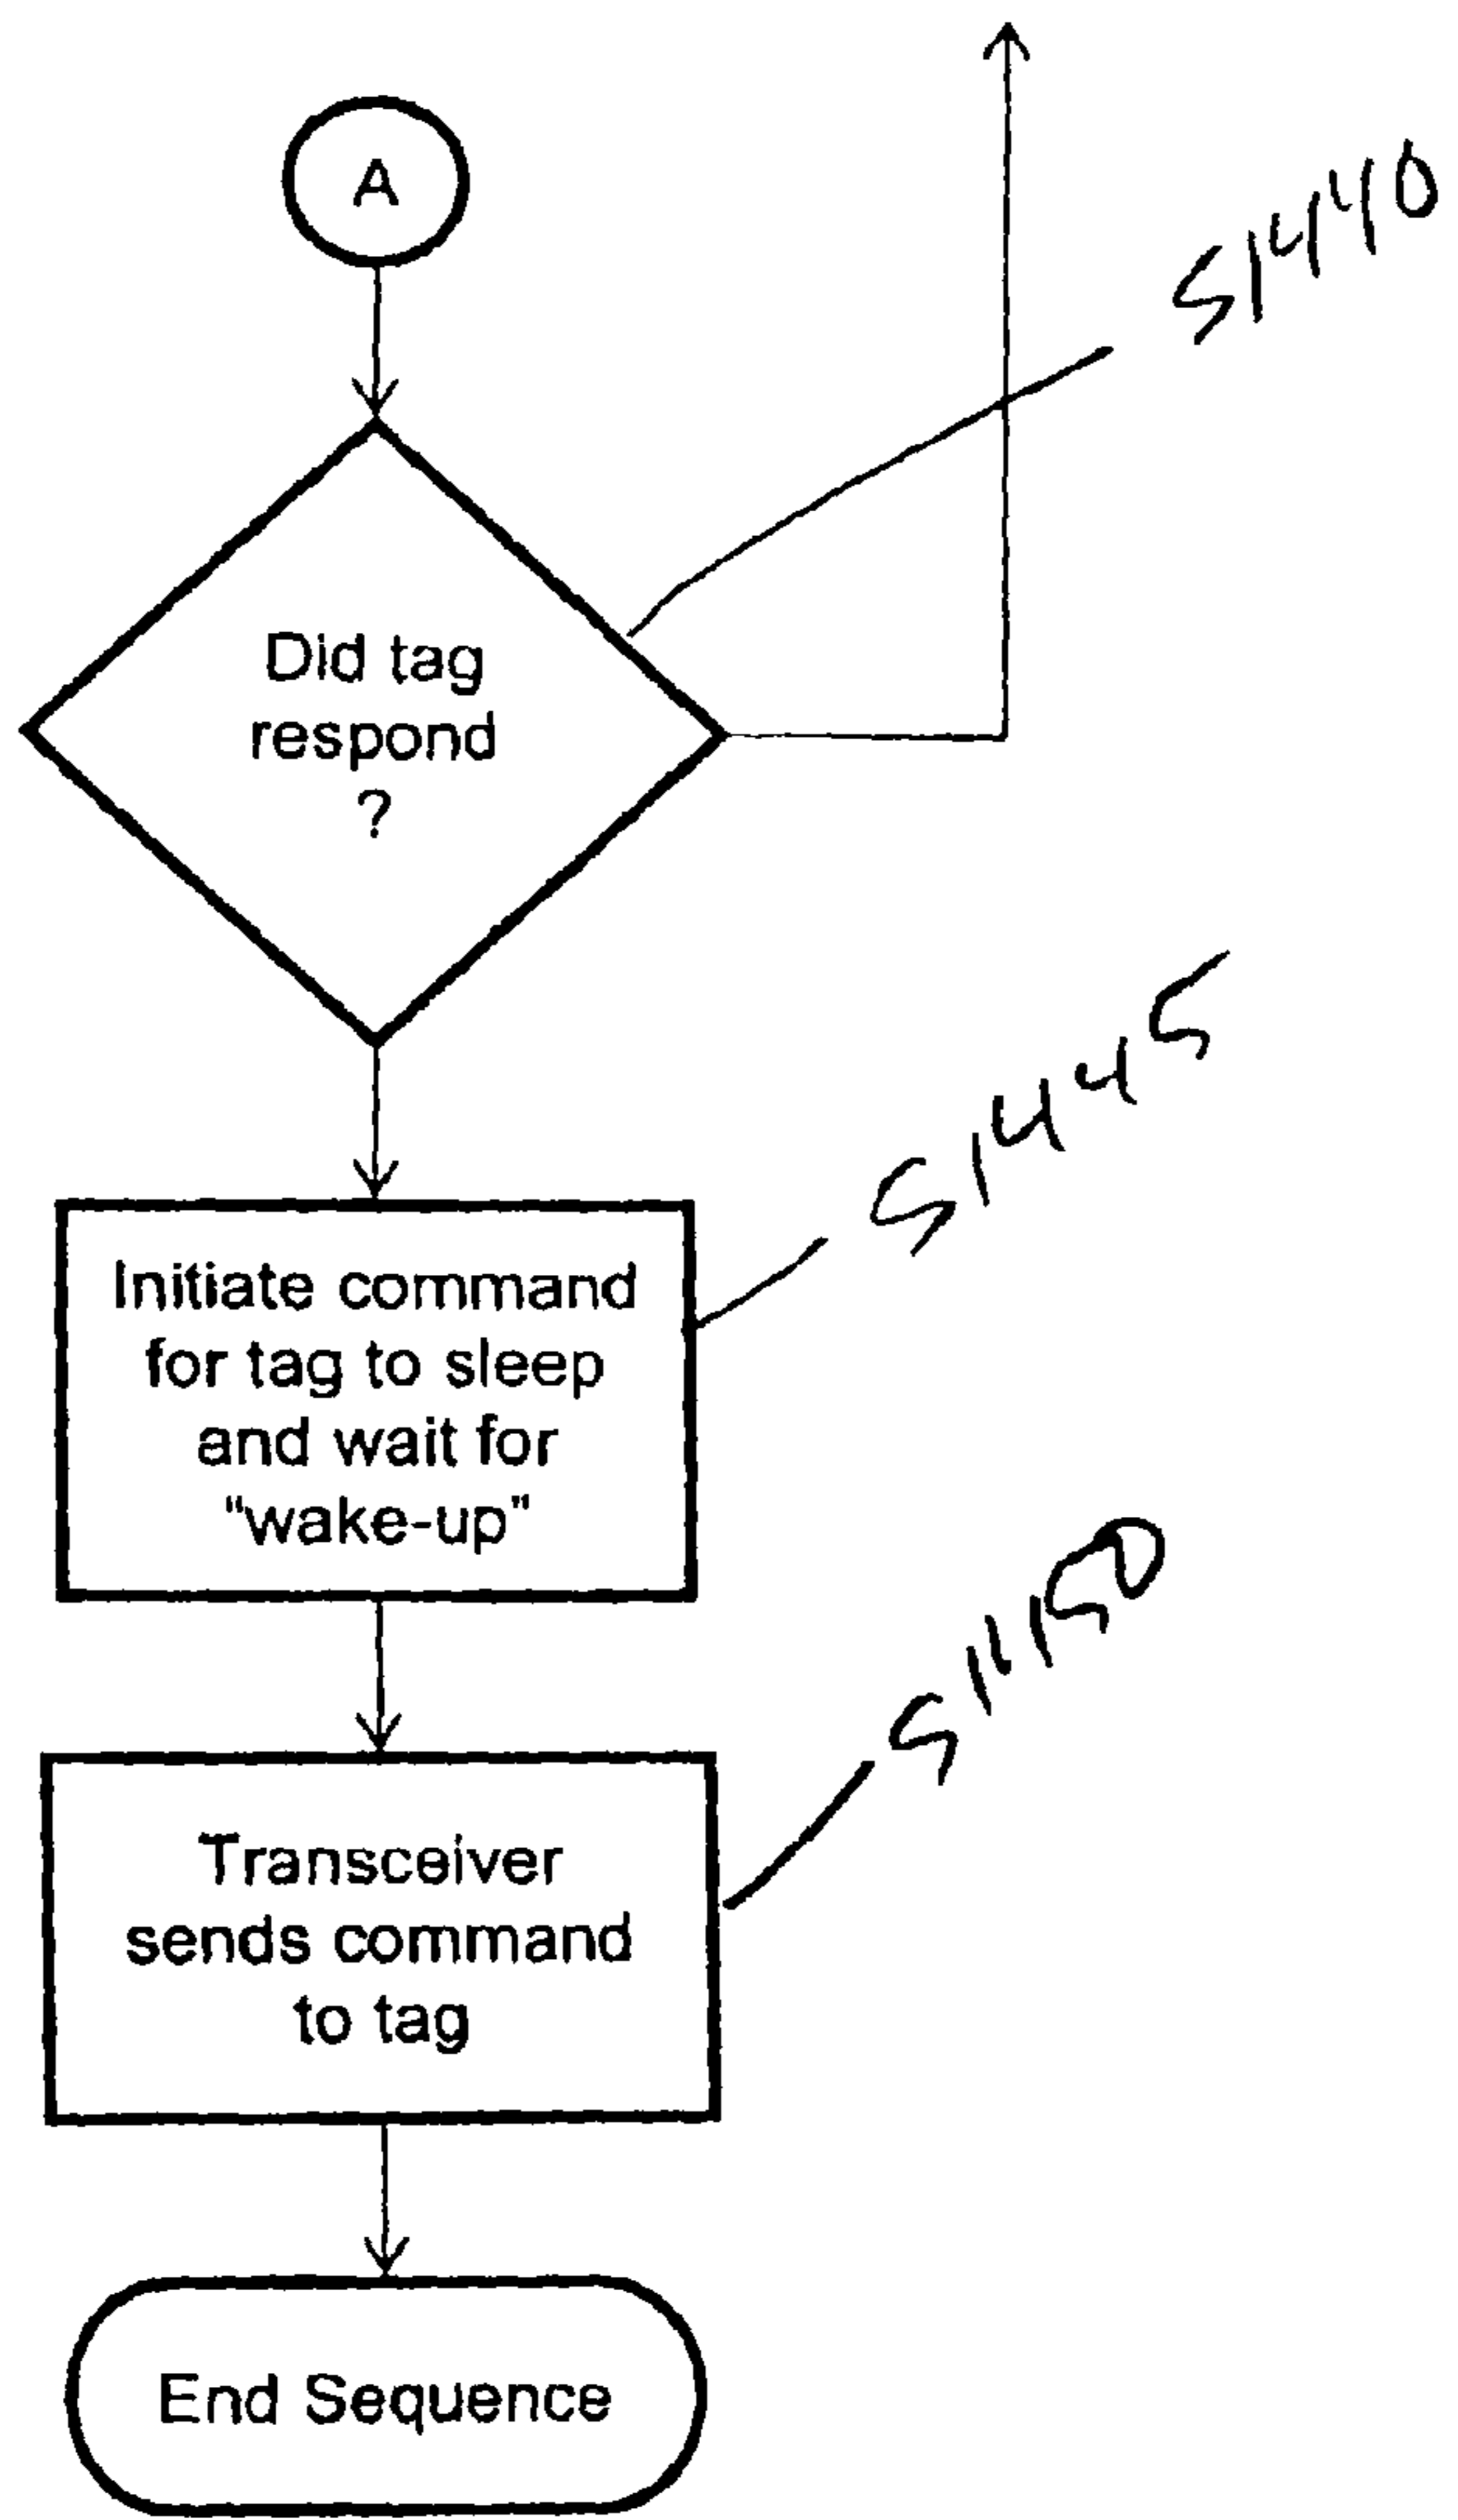 A
S1440
Did tag
respond
?
S1445
Initiate command
for tag to sleep
and wait for
“wake-up”
S1450
Transceiver
sends command
to tag
End Sequence